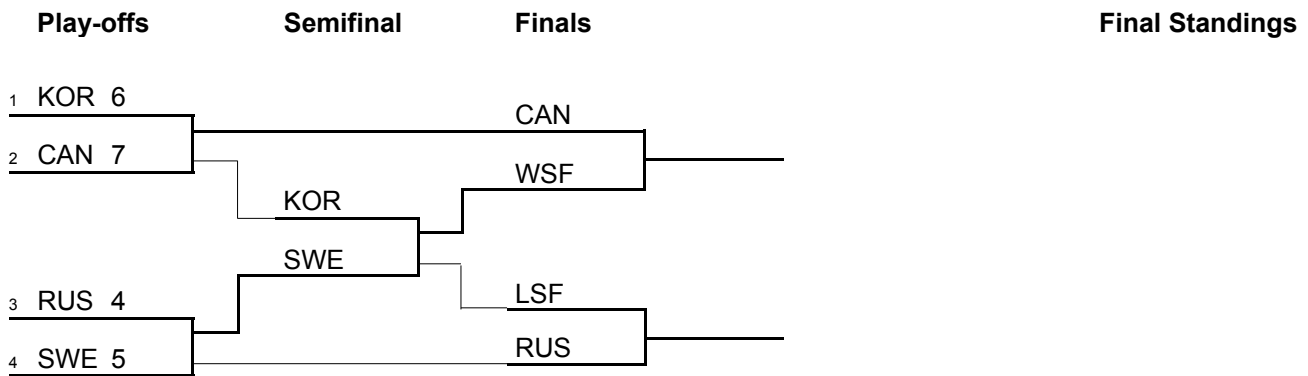 Play-offs Semifinal Finals Final Standings
1 KOR 6
CAN
2 CAN 7
WSF
KOR
SWE
3 RUS 4
LSF
4 SWE 5
RUS